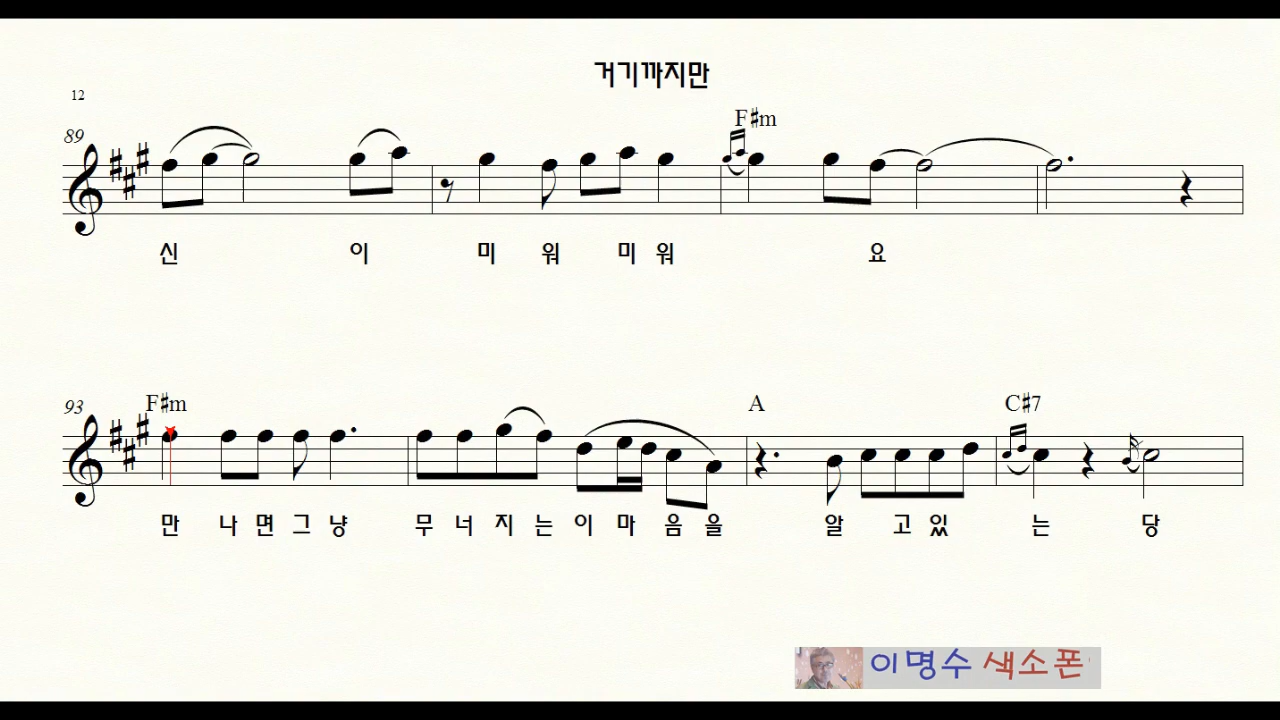 거기까지만
12
89
F#m
신 이 미 워 미 워 요
93 F#m A C#7
만 나 면 그 냥 무 너 지 는 이 마 음 을 알 고 있 는 당
이명수 색소폰